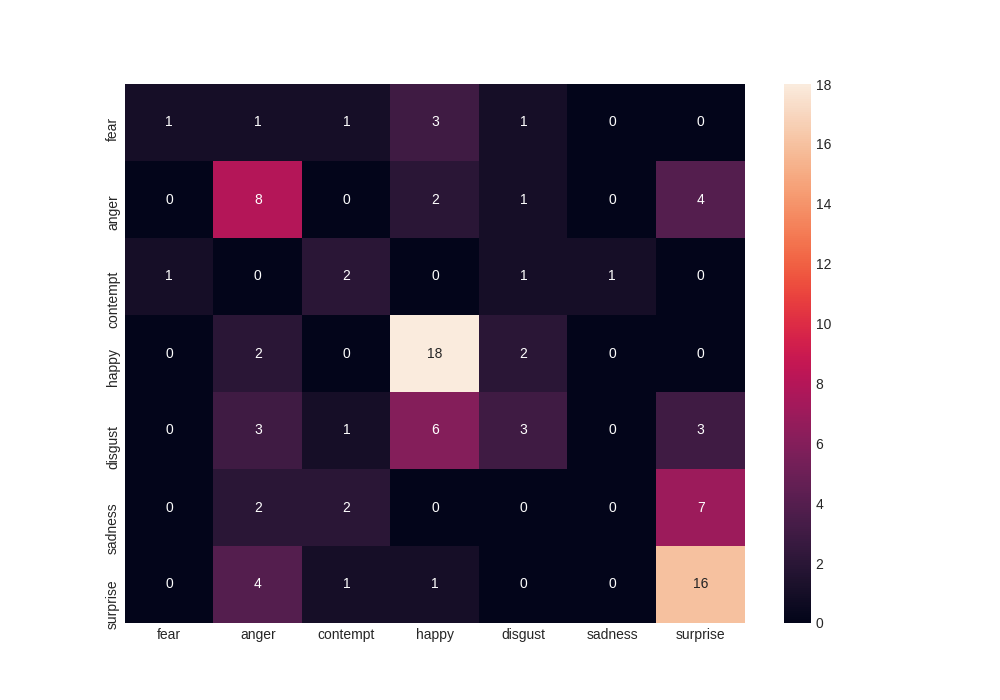 fear 1 1 1 3 1 0 0
anger 0 8 0 2 1 0 4
contempt 1 0 2 0 1 1 0
happy 0 2 0 18 2 0 0
disgust 0 3 1 6 3 0 3
sadness 0 2 2 0 0 0 7
surprise 0 4 1 1 0 0 16
fear anger contempt happy disgust sadness surprise
18
16
14
12
10
8
6
4
2
0